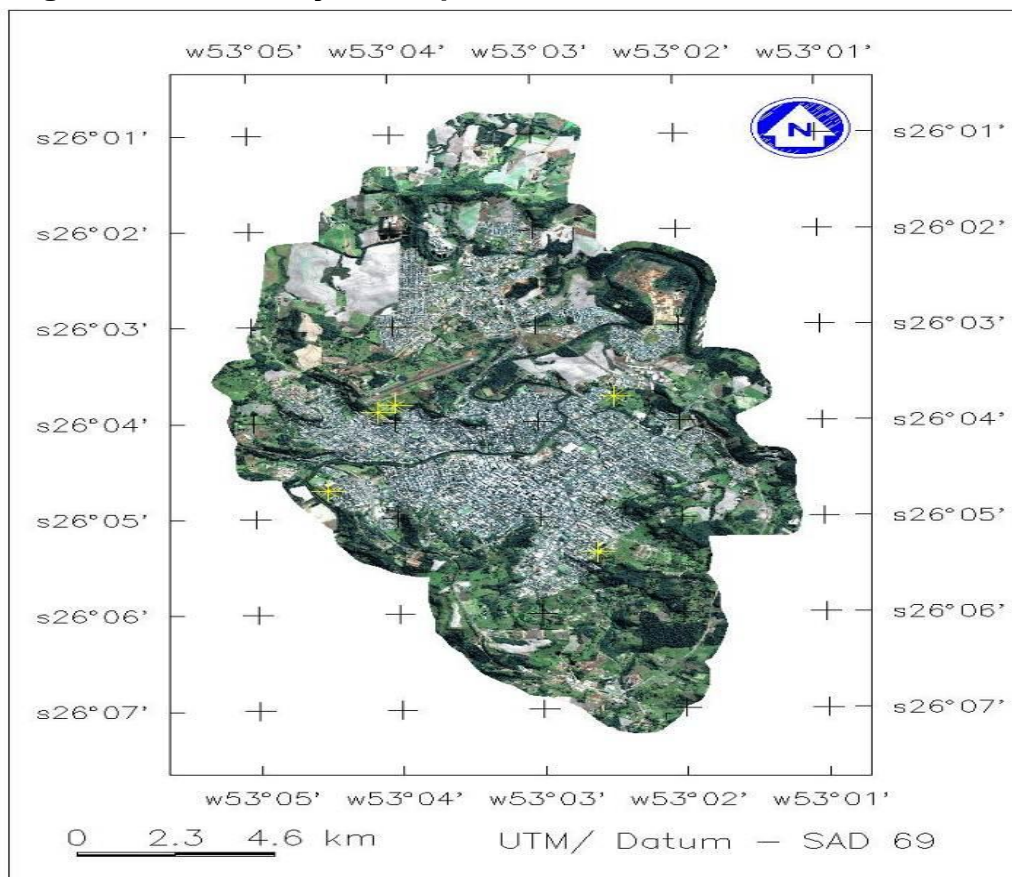 w53°05' w53°04' w53°03' w53°02' w53°01'
N
s26°01' s26°01'
s26°02' s26°02'
s26°03' s26°03'
s26°04' s26°04'
s26°05' s26°05'
s26°06' s26°06'
s26°07' s26°07'
w53°05' w53°04' w53°03' w53°02' w53°01'
0 2.3 4.6 km UTM/ Datum – SAD 69